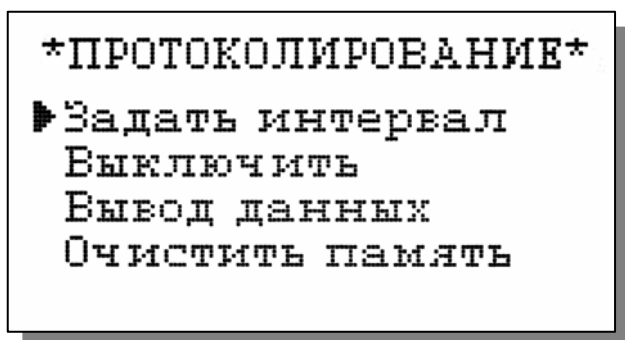 *ПРОТОКОЛИРОВАНИЕ*
Задать интервал
Выключить
Вывод данных
Очистить память